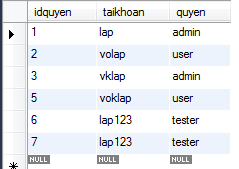 idquyen taikhoan quyen
1 lap admin
2 volap user
3 vklap admin
5 voklap user
6 lap123 tester
7 lap123 tester
NULL NULL NULL